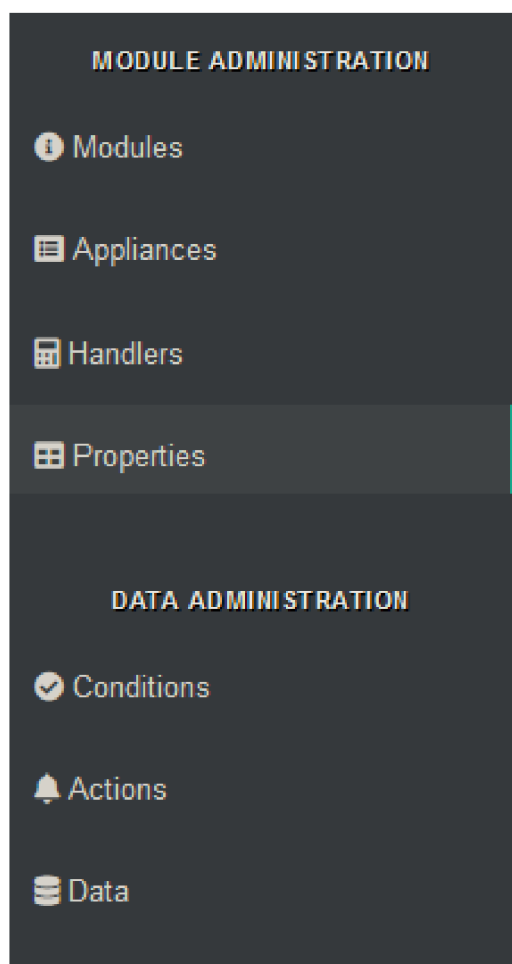 MODULE ADMINISTRATION
Modules
Appliances
Handlers
Properties
DATA ADMINISTRATION
Conditions
Actions
Data